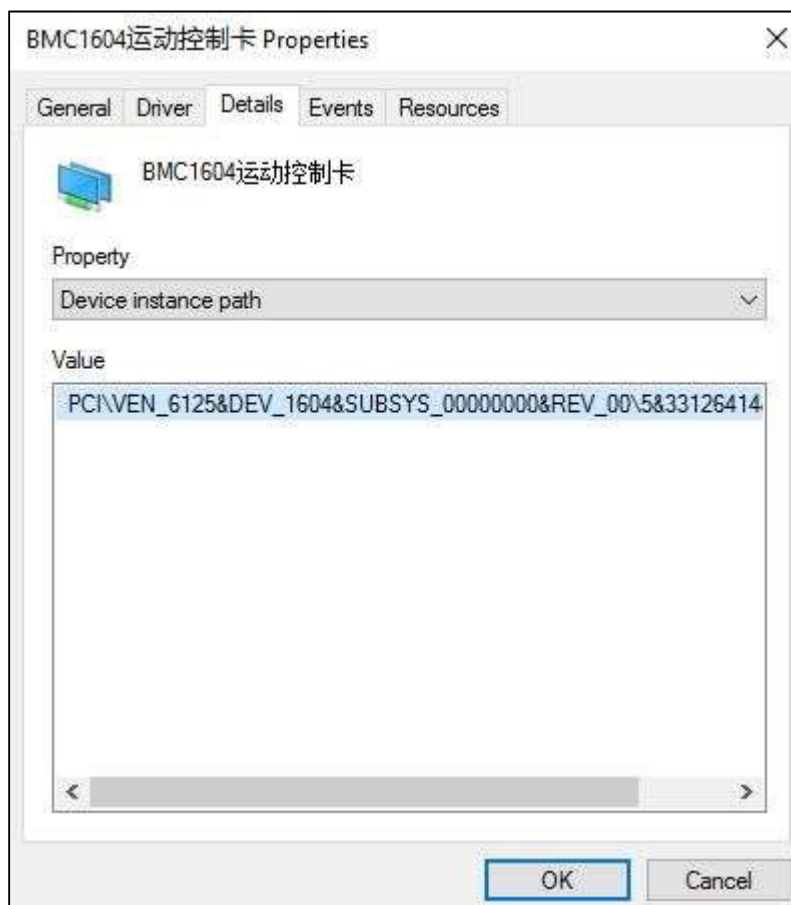 BMC1604运动控制卡 Properties
General Driver Details Events Resources
BMC1604运动控制卡
Property
Device instance path
Value
PCI\VEN_6125&DEV_1604&SUBSYS_00000000&REV_00\5&33126414
OK Cancel